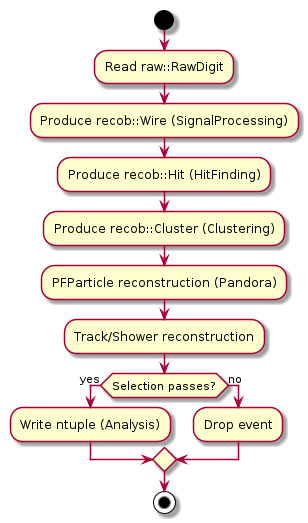 Read raw::RawDigit
Produce recob::Wire (SignalProcessing)
Produce recob::Hit (HitFinding)
Produce recob::Cluster (Clustering)
PFParticle reconstruction (Pandora)
Track/Shower reconstruction
yes
Selection passes?
no
Write ntuple (Analysis)
Drop event